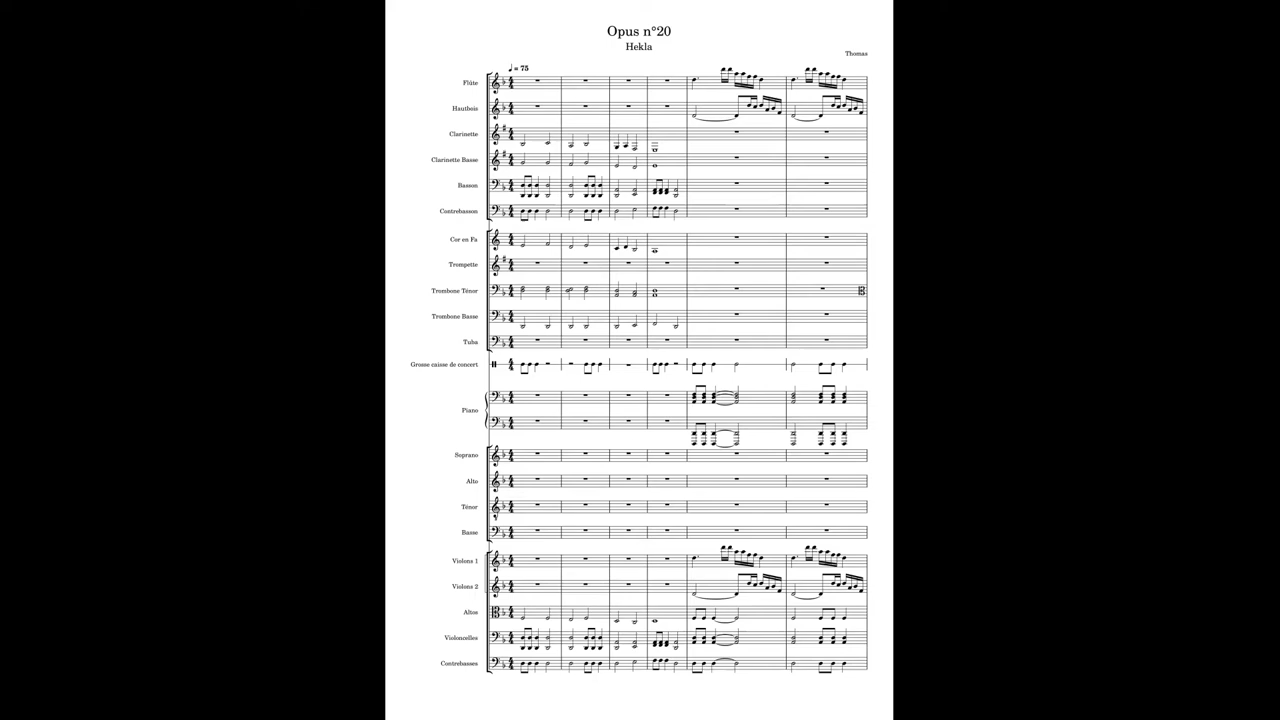 Opus n°20
Hekla
Thomas
♩ = 75
Flûte
Hautbois
Clarinette
Clarinette Basse
Basson
Contrebasson
Cor en Fa
Trompette
Trombone Ténor
Trombone Basse
Tuba
Grosse caisse de concert
Piano
Soprano
Alto
Ténor
Basse
Violons 1
Violons 2
Altos
Violoncelles
Contrebasses